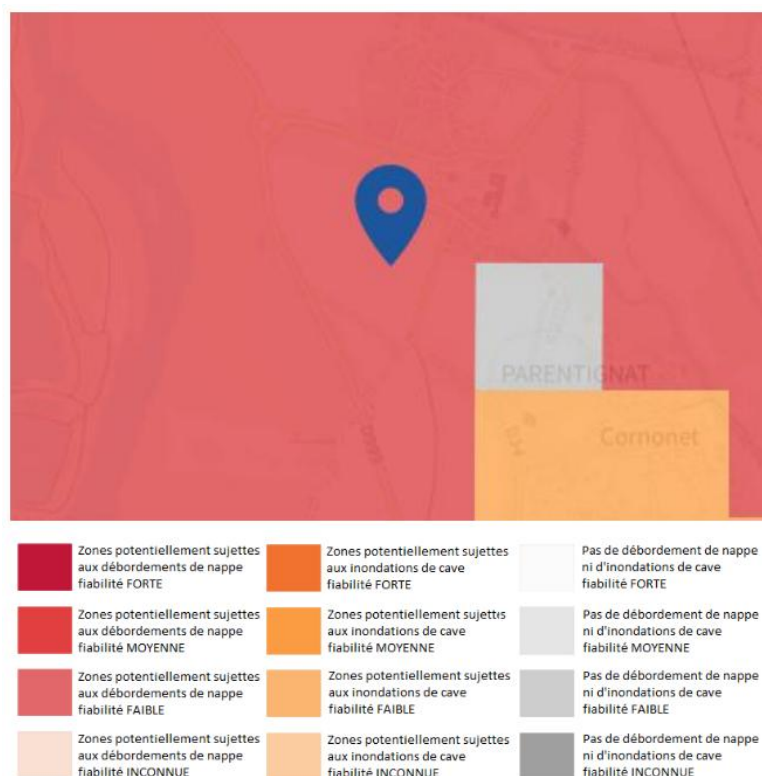 PARENTIGNAT
Cornonet
Zones potentiellement sujettes
aux débordements de nappe
fiabilité FORTE
Zones potentiellement sujettes
aux inondations de cave
fiabilité FORTE
Pas de débordement de nappe
ni d'inondations de cave
fiabilité FORTE
Zones potentiellement sujettes
aux débordements de nappe
fiabilité MOYENNE
Zones potentiellement sujettis
aux inondations de cave
fiabilité MOYENNE
Pas de débordement de nappe
ni d'inondations de cave
fiabilité MOYENNE
Zones potentiellement sujettes
aux débordements de nappe
fiabilité FAIBLE
Zones potentiellement sujettes
aux inondations de cave
fiabilité FAIBLE
Pas de débordement de nappe
ni d'inondations de cave
fiabilité FAIBLE
Zones potentiellement sujettes
aux débordements de nappe
fiabilité INCONNUE
Zones potentiellement sujettes
aux inondations de cave
fiabilité INCONNUE
Pas de débordement de nappe
ni d'inondations de cave
fiabilité INCONNUE